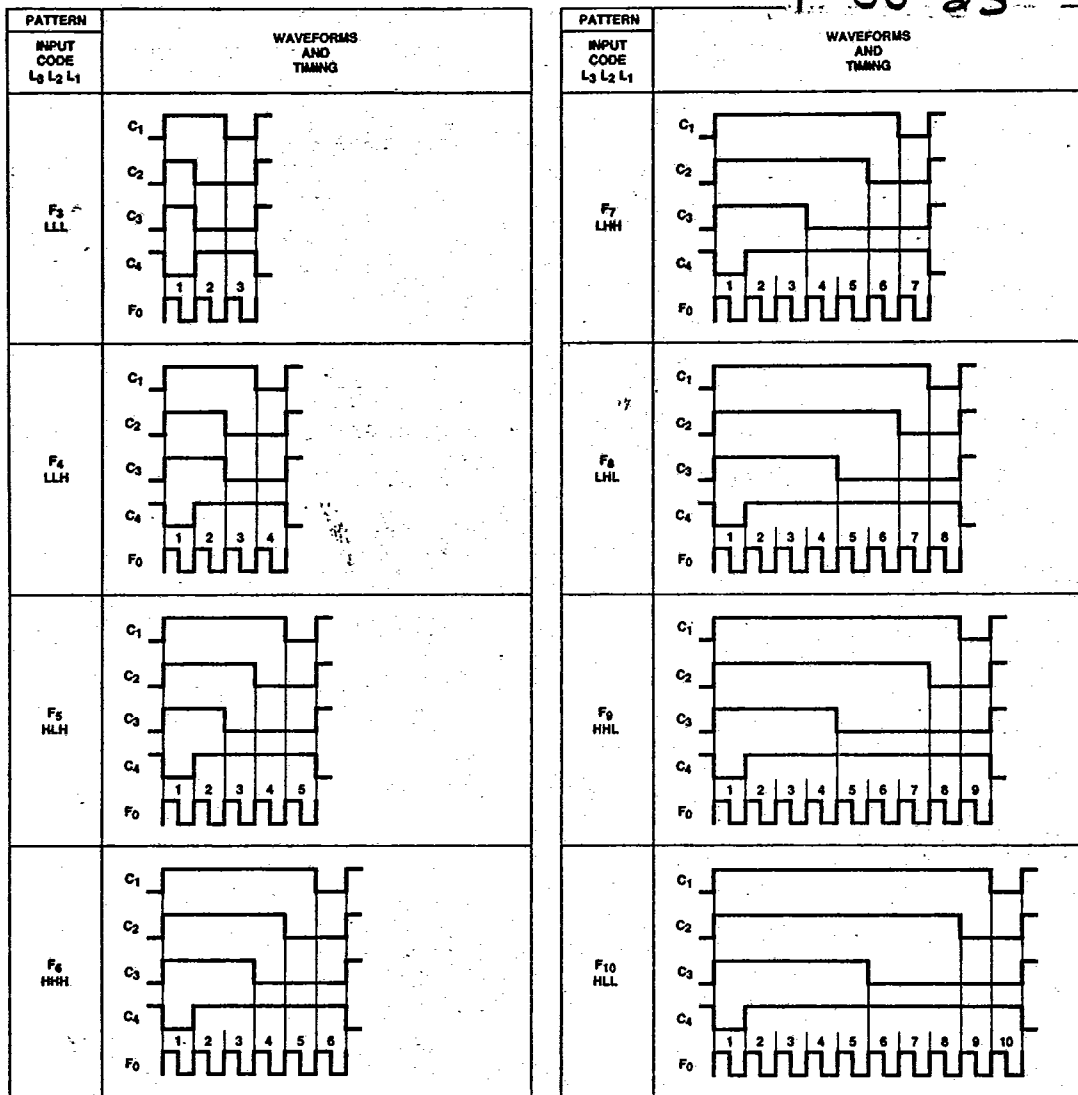 PATTERN
INPUT
CODE
L3 L2 L1
WAVEFORMS
AND
TIMING
F3
LLL
C1
C2
C3
C4
1 2 3
F0
F4
LLH
C1
C2
C3
C4
1 2 3 4
F0
F5
HLH
C1
C2
C3
C4
1 2 3 4 5
F0
F6
HHH
C1
C2
C3
C4
1 2 3 4 5 6
F0
PATTERN
INPUT
CODE
L3 L2 L1
WAVEFORMS
AND
TIMING
F7
LHH
C1
C2
C3
C4
1 2 3 4 5 6 7
F0
F8
LHL
C1
C2
C3
C4
1 2 3 4 5 6 7 8
F0
F9
HHL
C1
C2
C3
C4
1 2 3 4 5 6 7 8 9
F0
F10
HLL
C1
C2
C3
C4
1 2 3 4 5 6 7 8 9 10
F0